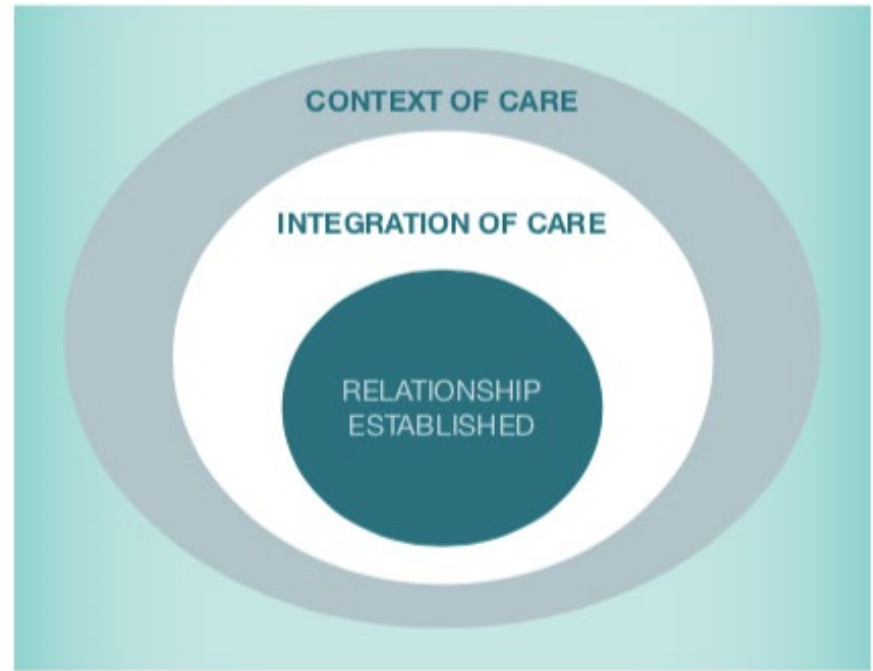 CONTEXT OF CARE
INTEGRATION OF CARE
RELATIONSHIP
ESTABLISHED